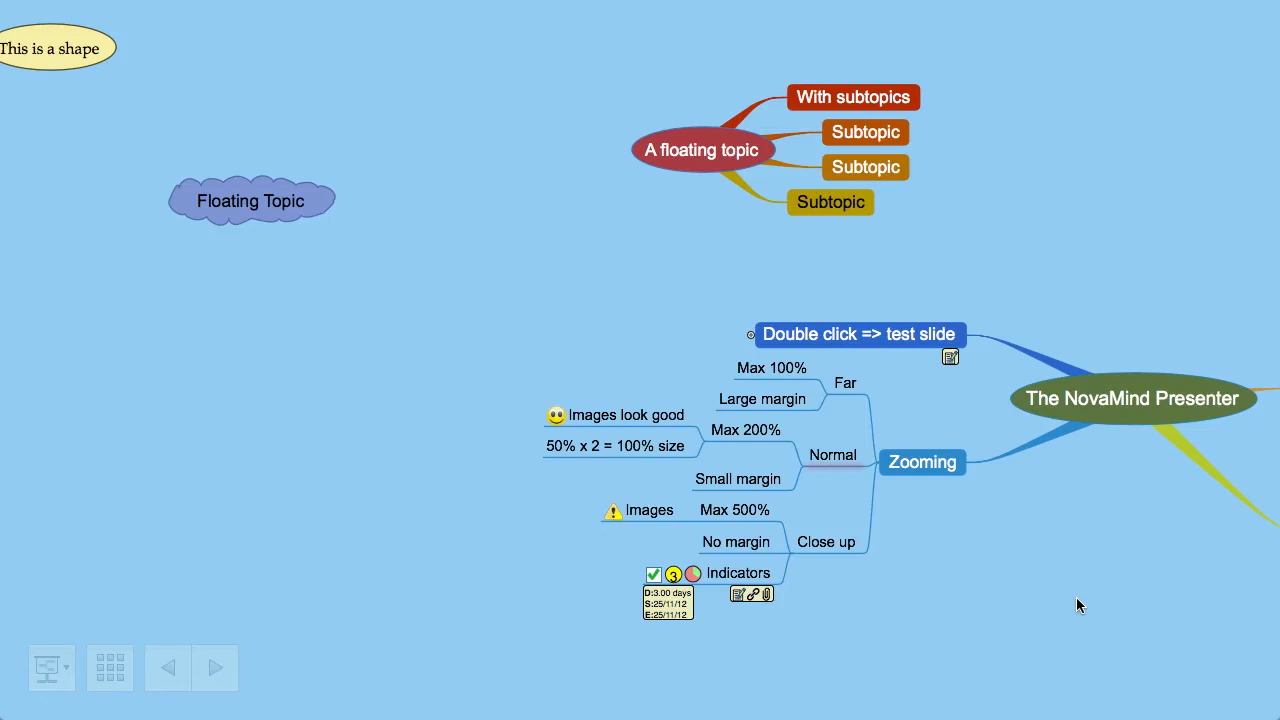 This is a shape
With subtopics
Subtopic
A floating topic
Subtopic
Floating Topic
Subtopic
Double click => test slide
Max 100%
Far
Large margin
The NovaMind Presenter
Images look good
Max 200%
50% x 2 = 100% size
Normal
Zooming
Small margin
Images
Max 500%
No margin
Close up
3
Indicators
D:3.00 days
S:25/11/12
E:25/11/12